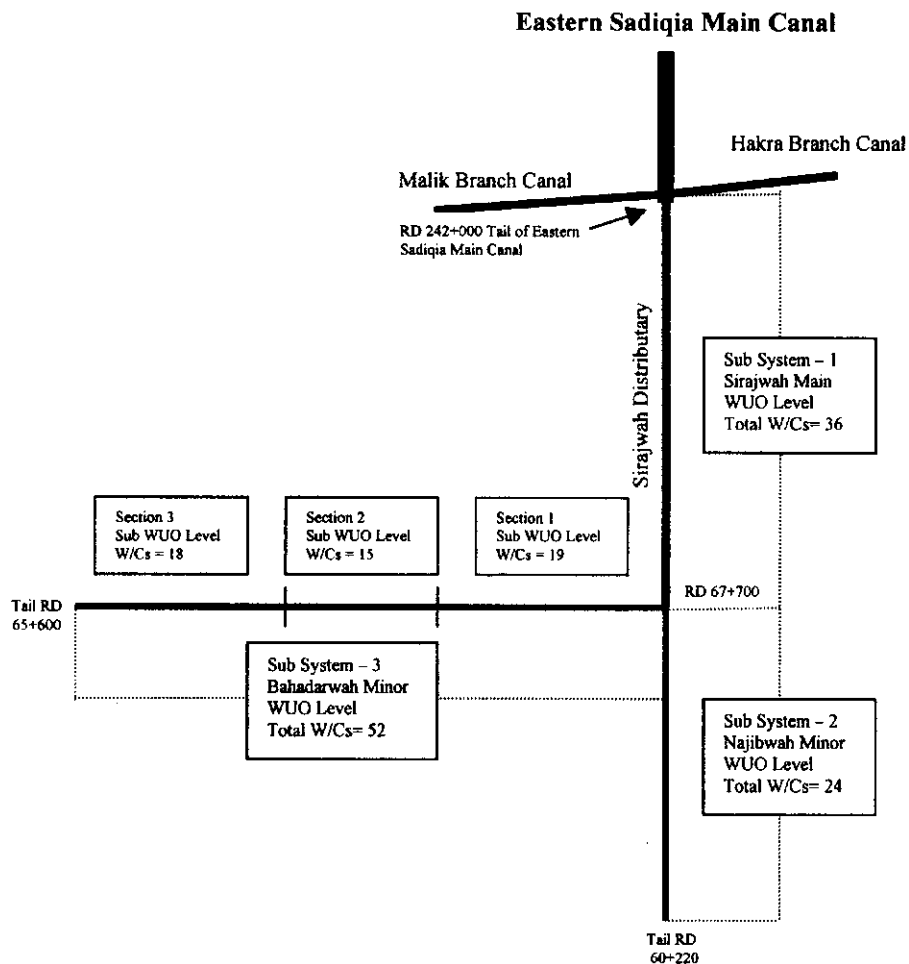 Eastern Sadiqia Main Canal
Hakra Branch Canal
Malik Branch Canal
RD 242+000 Tail of Eastern
Sadiqia Main Canal
Sirajwah Distributary
Sub System – 1
Sirajwah Main
WUO Level
Total W/Cs= 36
Section 3
Sub WUO Level
W/Cs = 18
Section 2
Sub WUO Level
W/Cs = 15
Section 1
Sub WUO Level
W/Cs = 19
RD 67+700
Tail RD
65+600
Sub System – 3
Bahadarwah Minor
WUO Level
Total W/Cs= 52
Sub System – 2
Najibwah Minor
WUO Level
Total W/Cs= 24
Tail RD
60+220